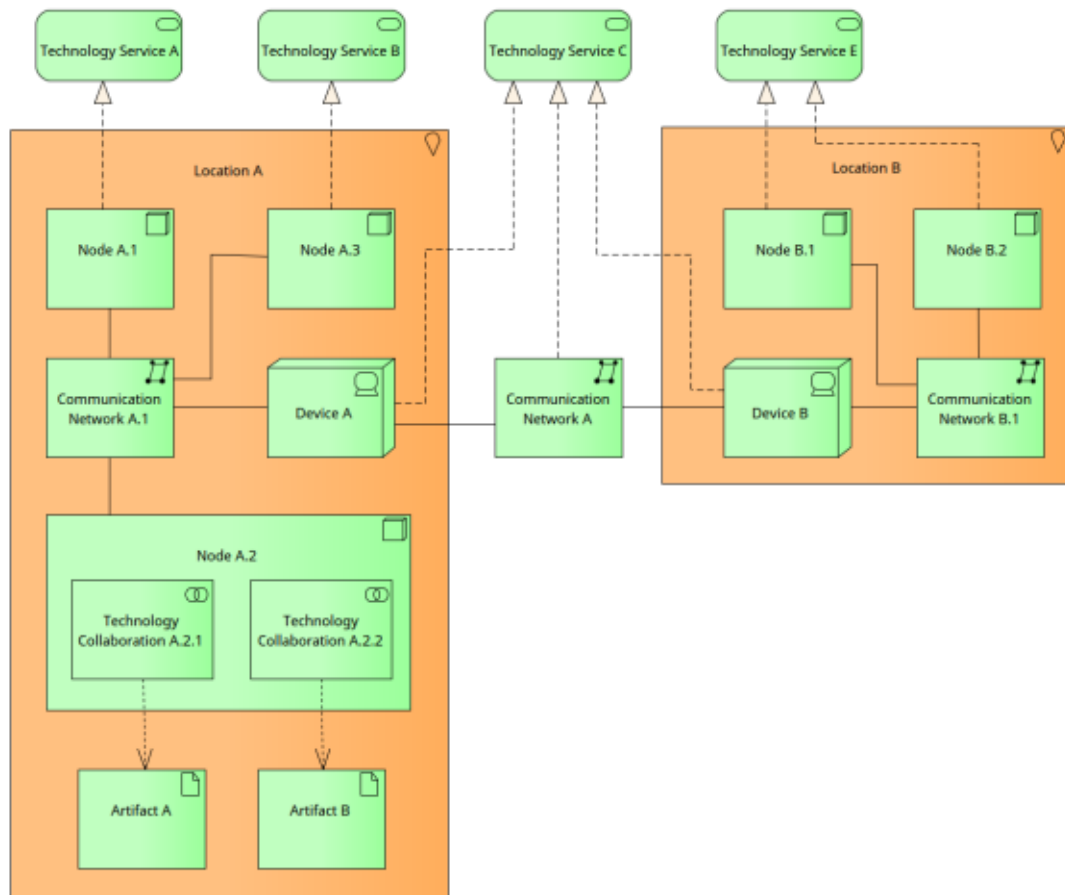 Technology Service A
Technology Service B
Technology Service C
Technology Service E
Location A
Location B
Node A.1
Node A.3
Node B.1
Node B.2
Communication
Network A.1
Device A
Communication
Network A
Device B
Communication
Network B.1
Node A.2
Technology
Collaboration A.2.1
Technology
Collaboration A.2.2
Artifact A
Artifact B